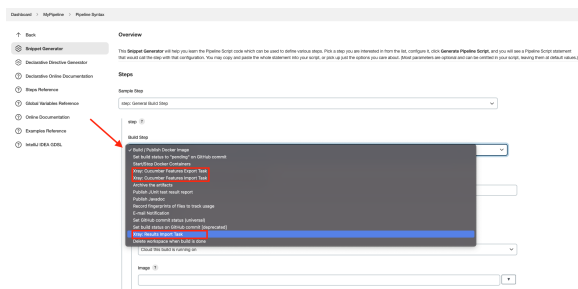 Dashboard > MyPipeline > Pipeline Syntax
Back
Snippet Generator
Declarative Directive Generator
Declarative Online Documentation
Steps Reference
Global Variables Reference
Online Documentation
Examples Reference
IntelliJ IDEA GDSL
Overview
This Snippet Generator will help you learn the Pipeline Script code which can be used to define various steps. Pick a step you are interested in from the list, configure it, click Generate Pipeline Script, and you will see a Pipeline Script statement
that would call the step with that configuration. You may copy and paste the whole statement into your script, or pick up just the options you care about. (Most parameters are optional and can be omitted in your script, leaving them at default values.)
Steps
Sample Step
step: General Build Step
step ?
Build Step
✓ Build / Publish Docker Image
Set build status to "pending" on GitHub commit
Start/Stop Docker Containers
Xray: Cucumber Features Export Task
Xray: Cucumber Features Import Task
Archive the artifacts
Publish JUnit test result report
Publish Javadoc
Record fingerprints of files to track usage
E-mail Notification
Set GitHub commit status (universal)
Set build status on GitHub commit [deprecated]
Xray: Results Import Task
Delete workspace when build is done
Cloud this build is running on
Image ?